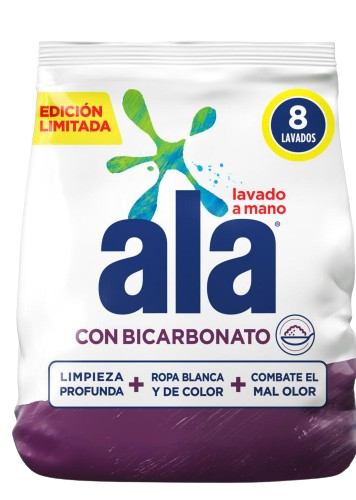 EDICIÓN
LIMITADA
8
LAVADOS
lavado
a mano
ala®
CON BICARBONATO
LIMPIEZA
PROFUNDA
+
ROPA BLANCA
Y DE COLOR
+
COMBATE EL
MAL OLOR